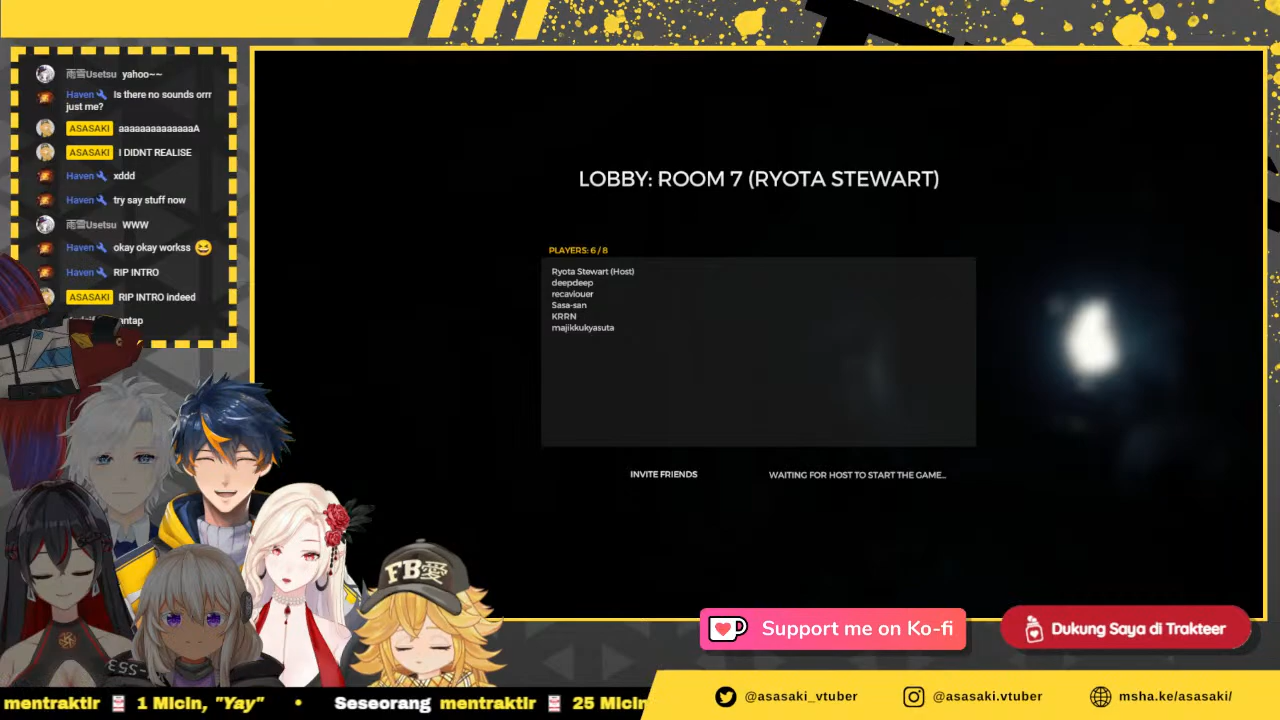 雨雪Usetsu yahoo~~
Haven Is there no sounds orrr
just me?
ASASAKI aaaaaaaaaaaaaaA
ASASAKI I DIDNT REALISE
Haven xddd
Haven try say stuff now
雨雪Usetsu WWW
Haven okay okay workss
Haven RIP INTRO
ASASAKI RIP INTRO indeed
antap
LOBBY: ROOM 7 (RYOTA STEWART)
PLAYERS: 6 / 8
Ryota Stewart (Host)
deepdeep
recaviouer
Sasa-san
KRRN
majikkukyasuta
INVITE FRIENDS
WAITING FOR HOST TO START THE GAME...
FB愛
Support me on Ko-fi
Dukung Saya di Trakteer
mentraktir 1 Micin, "Yay" • Seseorang mentraktir 25 Micin
@asasaki_vtuber
@asasaki.vtuber
msha.ke/asasaki/